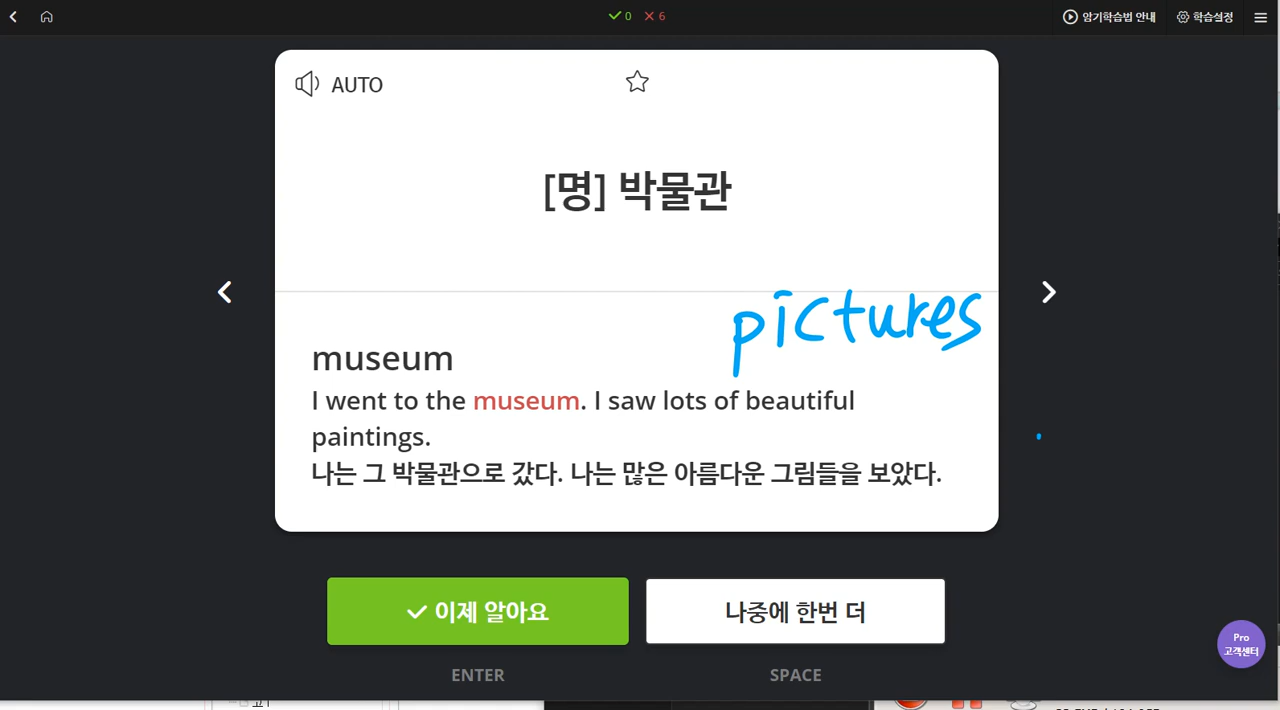 0 6 암기학습법 안내 학습설정
AUTO
[명] 박물관
pictures
museum
I went to the museum. I saw lots of beautiful
paintings.
나는 그 박물관으로 갔다. 나는 많은 아름다운 그림들을 보았다.
이제 알아요 나중에 한번 더
Pro
고객센터
ENTER SPACE